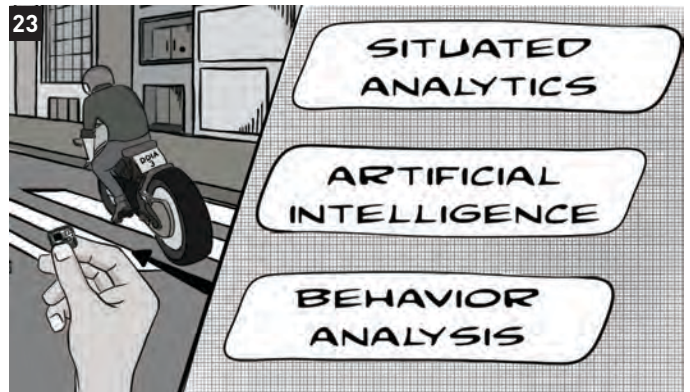 23
SITUATED
ANALYTICS
ARTIFICIAL
INTELLIGENCE
BEHAVIOR
ANALYSIS